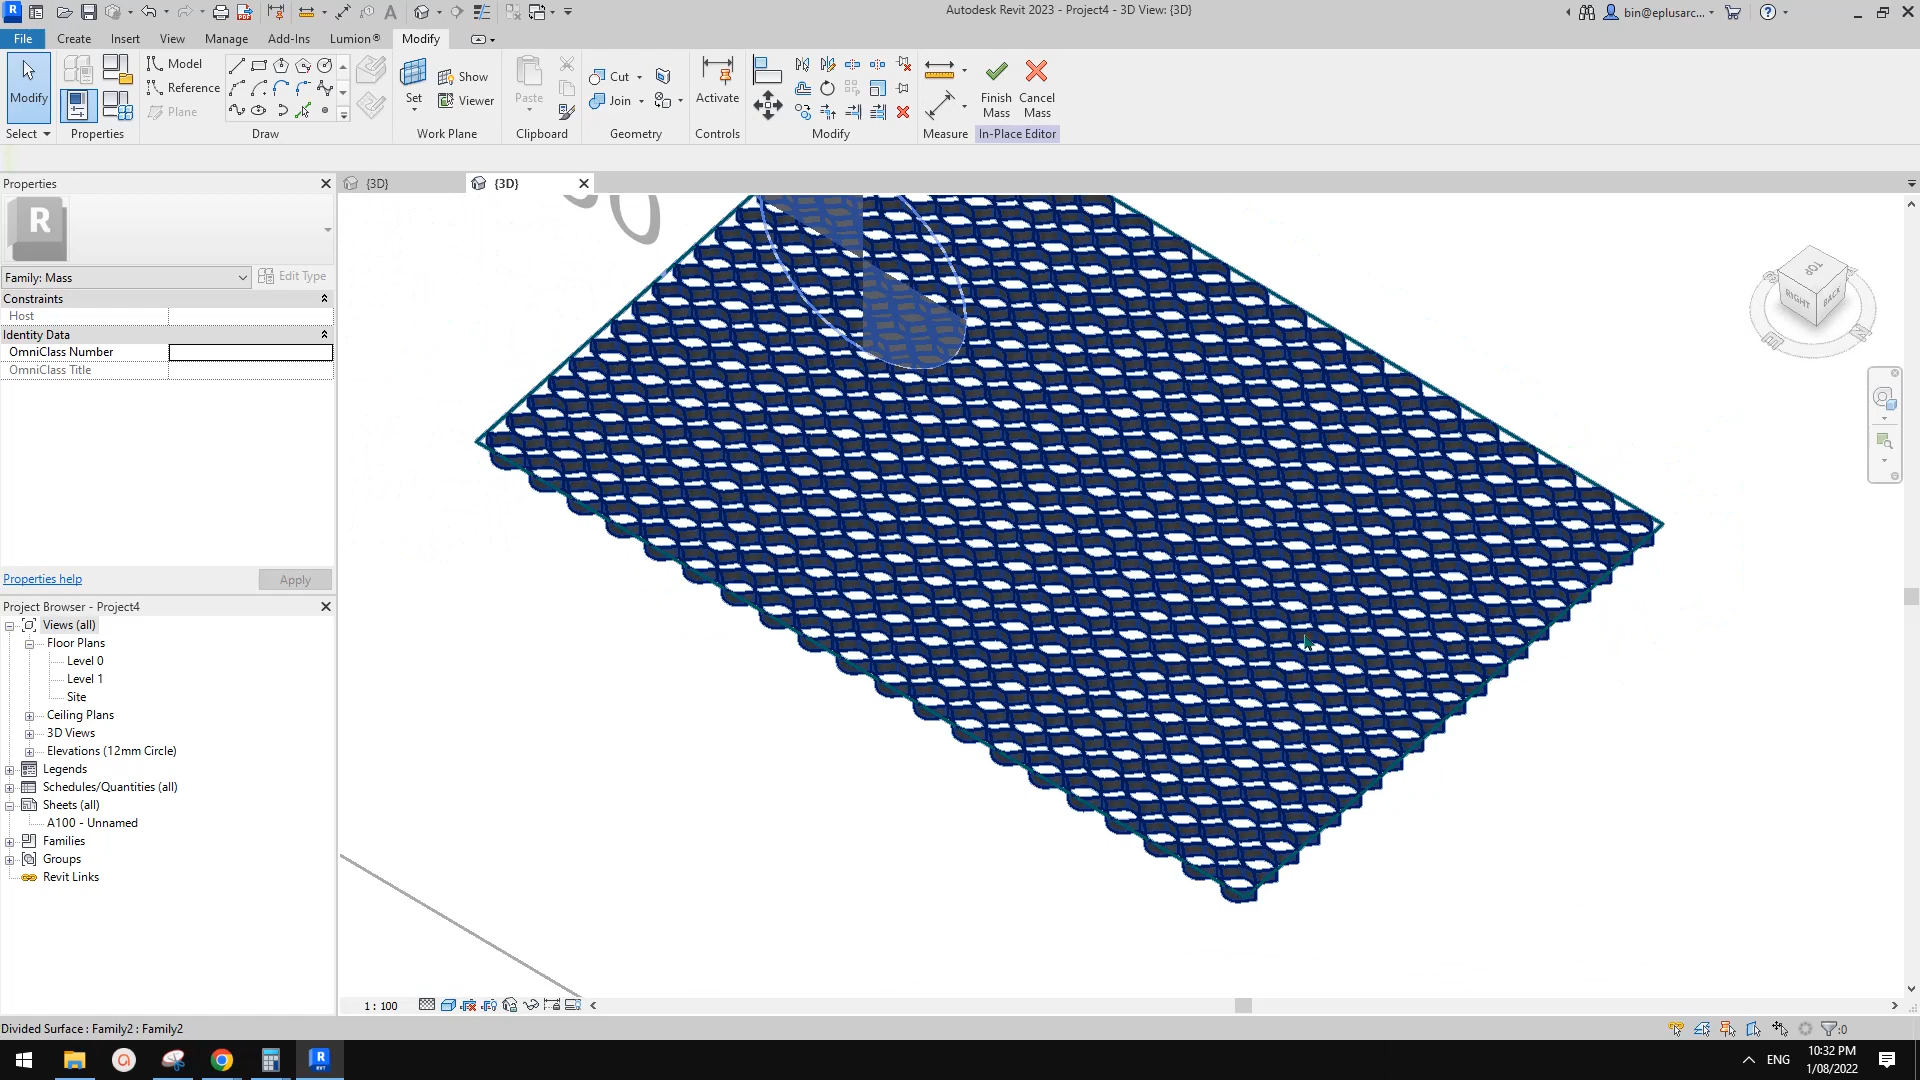 Autodesk Revit 2023 - Project4 - 3D View: {3D}
bin@eplusarc...
File Create Insert View Manage Add-Ins Lumion® Modify
Modify
Model
Reference
Plane
Set
Show
Viewer
Paste
Cut
Join
Activate
Finish Mass
Cancel Mass
Select Properties Draw Work Plane Clipboard Geometry Controls Modify Measure In-Place Editor
Properties
{3D}
{3D}
R
Family: Mass
Edit Type
Constraints
Host
Identity Data
OmniClass Number
OmniClass Title
TOP
RIGHT
BACK
Properties help
Apply
Project Browser - Project4
Views (all)
Floor Plans
Level 0
Level 1
Site
Ceiling Plans
3D Views
Elevations (12mm Circle)
Legends
Schedules/Quantities (all)
Sheets (all)
A100 - Unnamed
Families
Groups
Revit Links
1 : 100
Divided Surface : Family2 : Family2
:0
ENG
10:32 PM
1/08/2022